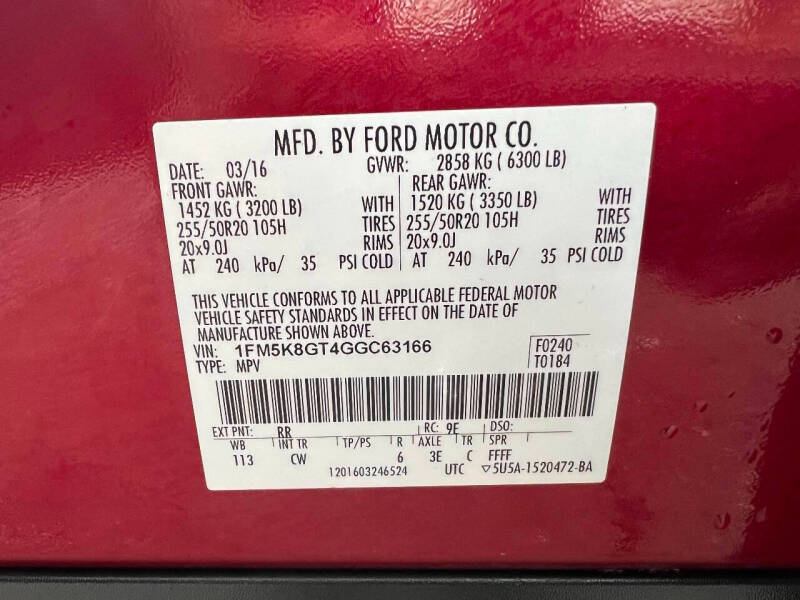 MFD. BY FORD MOTOR CO.
DATE: 03/16 GVWR: 2858 KG ( 6300 LB)
FRONT GAWR: REAR GAWR:
1452 KG ( 3200 LB) WITH 1520 KG ( 3350 LB) WITH
255/50R20 105H TIRES 255/50R20 105H TIRES
20x9.0J RIMS 20x9.0J RIMS
AT 240 kPa/ 35 PSI COLD AT 240 kPa/ 35 PSI COLD
THIS VEHICLE CONFORMS TO ALL APPLICABLE FEDERAL MOTOR
VEHICLE SAFETY STANDARDS IN EFFECT ON THE DATE OF
MANUFACTURE SHOWN ABOVE.
VIN: 1FM5K8GT4GGC63166 F0240
TYPE: MPV T0184
EXT PNT: RR RC: 9E DSO:
WB INT TR TP/PS R AXLE TR SPR
113 CW 6 3E C FFFF
1201603246524 UTC ▽5U5A-1520472-BA